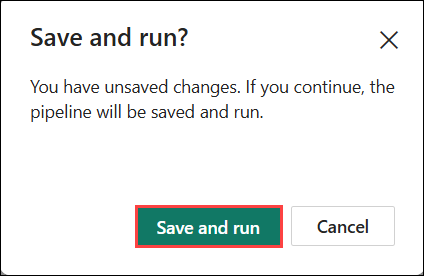 Save and run?
You have unsaved changes. If you continue, the
pipeline will be saved and run.
Save and run
Cancel